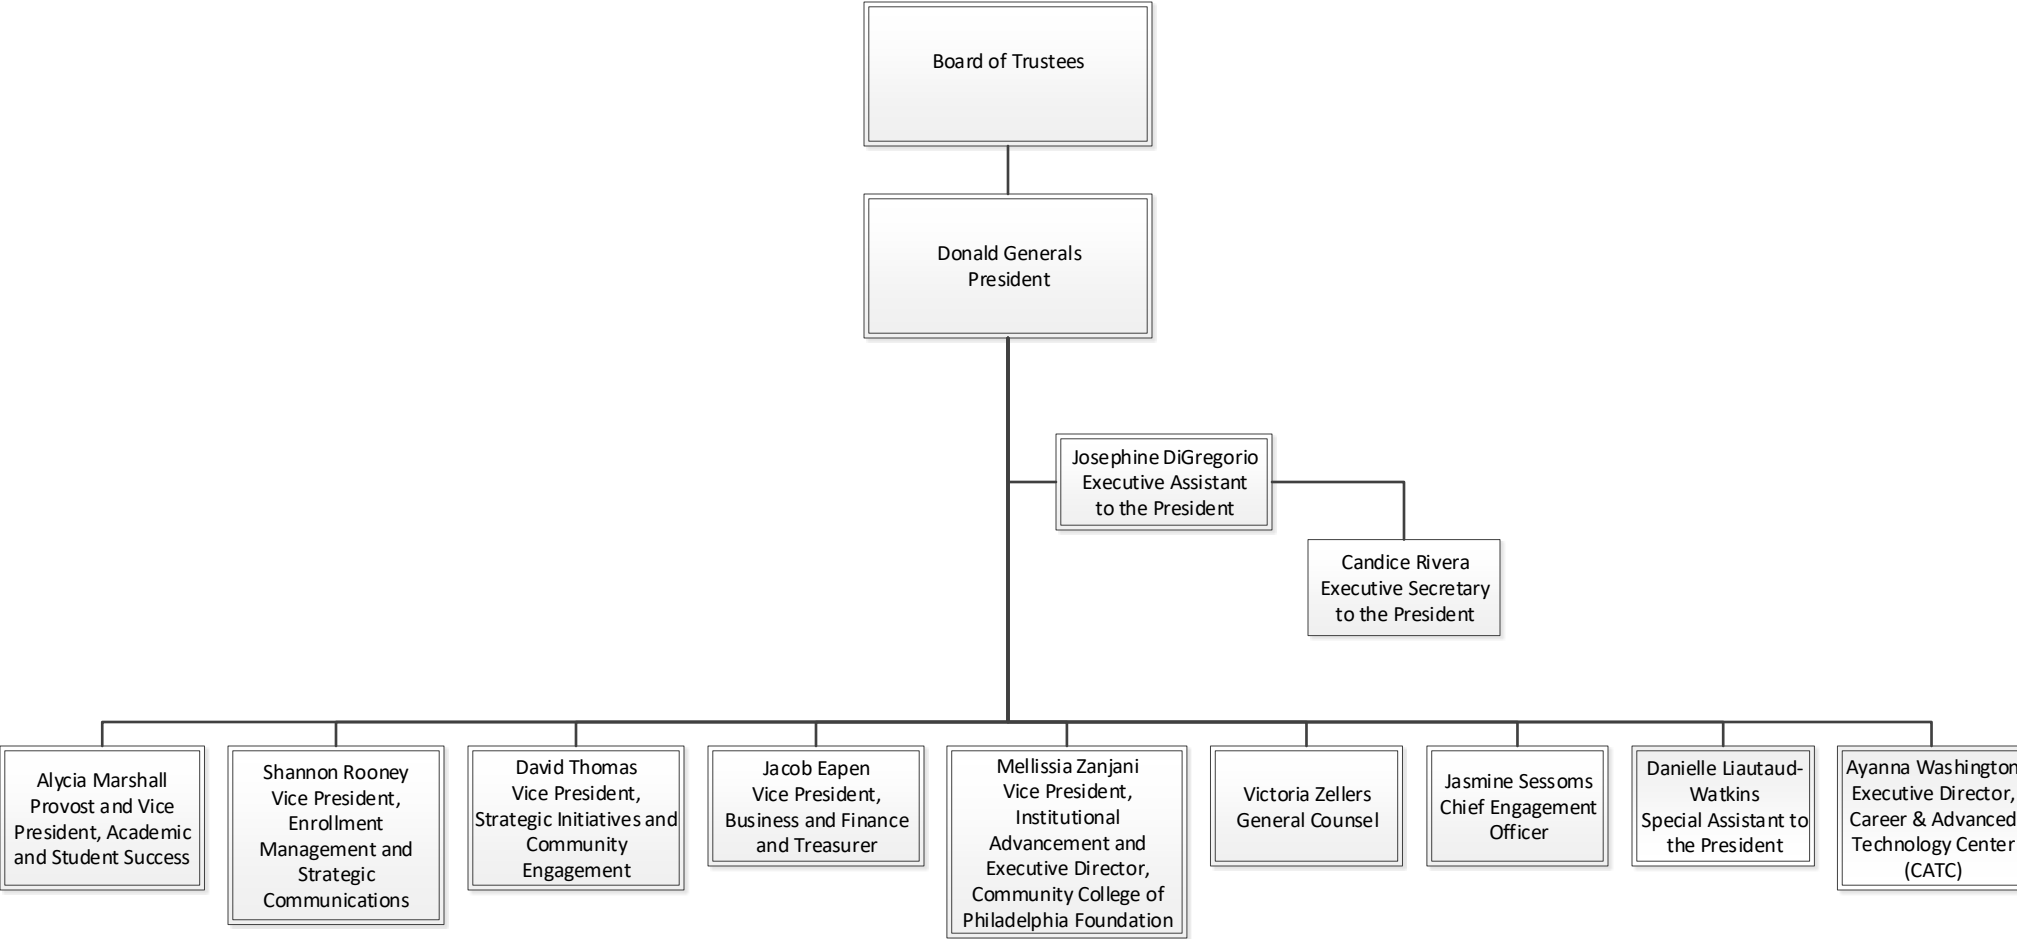 Board of Trustees
Donald Generals
President
Josephine DiGregorio
Executive Assistant
to the President
Candice Rivera
Executive Secretary
to the President
Alycia Marshall
Provost and Vice
President, Academic
and Student Success
Shannon Rooney
Vice President,
Enrollment
Management and
Strategic
Communications
David Thomas
Vice President,
Strategic Initiatives and
Community
Engagement
Jacob Eapen
Vice President,
Business and Finance
and Treasurer
Mellissia Zanjani
Vice President,
Institutional
Advancement and
Executive Director,
Community College of
Philadelphia Foundation
Victoria Zellers
General Counsel
Jasmine Sessoms
Chief Engagement
Officer
Danielle Liautaud-
Watkins
Special Assistant to
the President
Ayanna Washington
Executive Director,
Career & Advanced
Technology Center
(CATC)